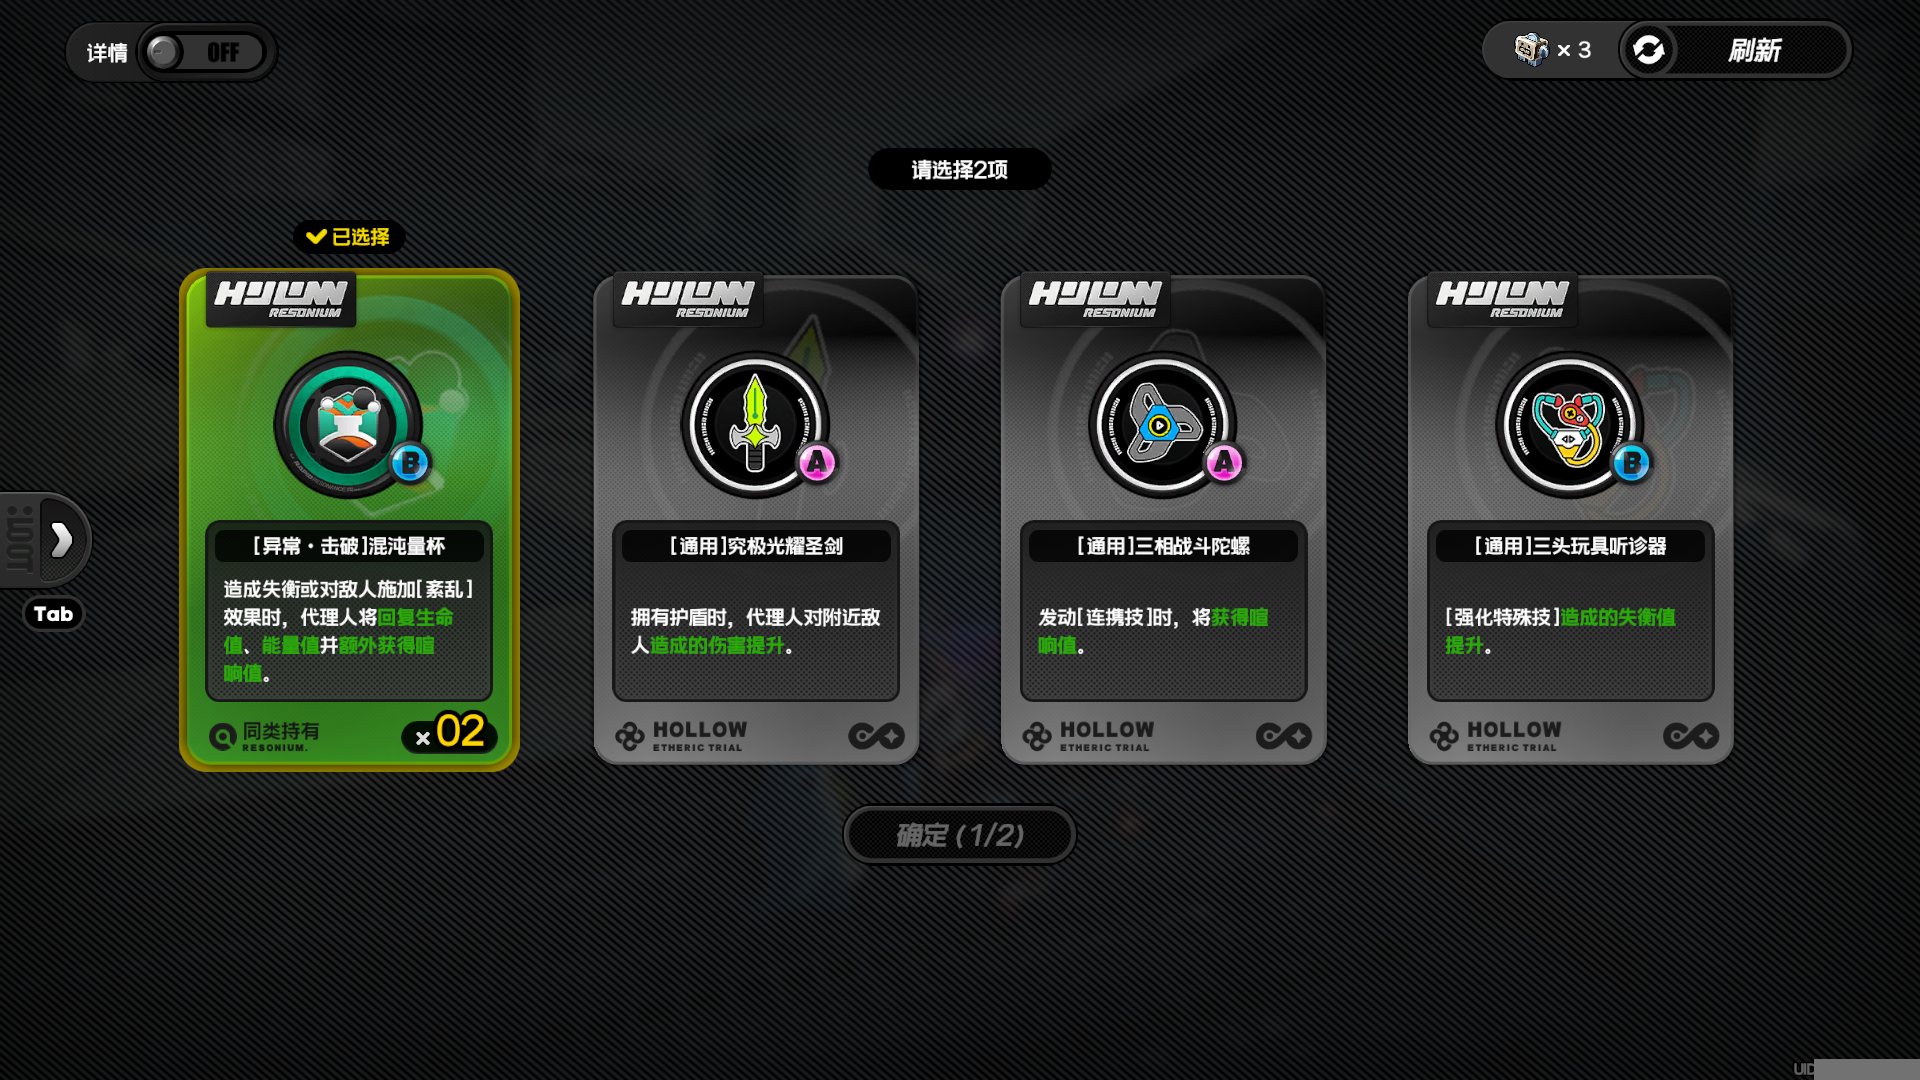 详情 OFF
× 3 刷新
请选择2项
已选择
HOLLOW
RESONIUM
B
[异常·击破]混沌量杯
造成失衡或对敌人施加[紊乱]
效果时，代理人将回复生命
值、能量值并额外获得喧
响值。
同类持有
RESONIUM.
×02
HOLLOW
RESONIUM
A
[通用]究极光耀圣剑
拥有护盾时，代理人对附近敌
人造成的伤害提升。
HOLLOW
ETHERIC TRIAL
HOLLOW
RESONIUM
A
[通用]三相战斗陀螺
发动[连携技]时，将获得喧
响值。
HOLLOW
ETHERIC TRIAL
HOLLOW
RESONIUM
B
[通用]三头玩具听诊器
[强化特殊技]造成的失衡值
提升。
HOLLOW
ETHERIC TRIAL
Tab
确定 (1/2)
UID